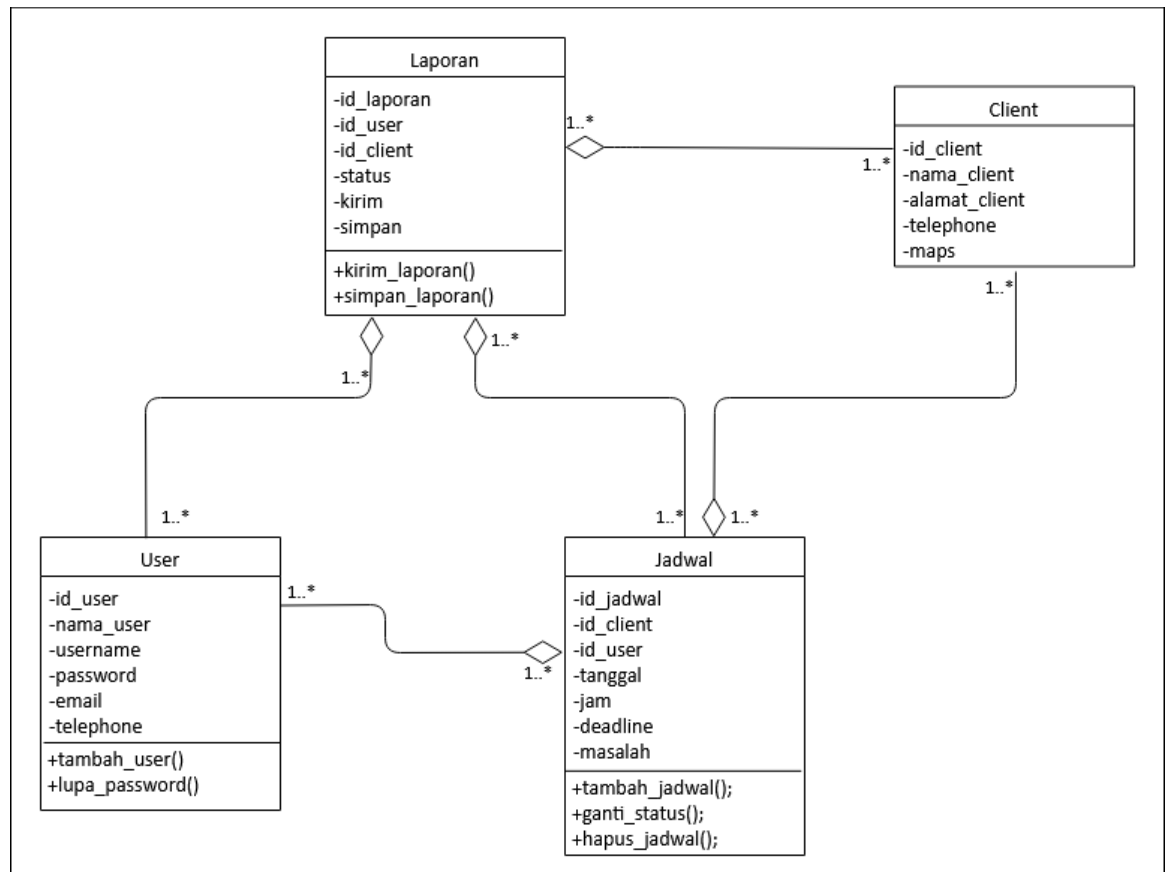 Laporan
-id_laporan
-id_user
-id_client
-status
-kirim
-simpan
+kirim_laporan()
+simpan_laporan()
1..*
1..*
Client
-id_client
-nama_client
-alamat_client
-telephone
-maps
1..*
1..*
1..*
1..*
1..*
1..*
User
-id_user
-nama_user
-username
-password
-email
-telephone
+tambah_user()
+lupa_password()
1..*
1..*
Jadwal
-id_jadwal
-id_client
-id_user
-tanggal
-jam
-deadline
-masalah
+tambah_jadwal();
+ganti_status();
+hapus_jadwal();